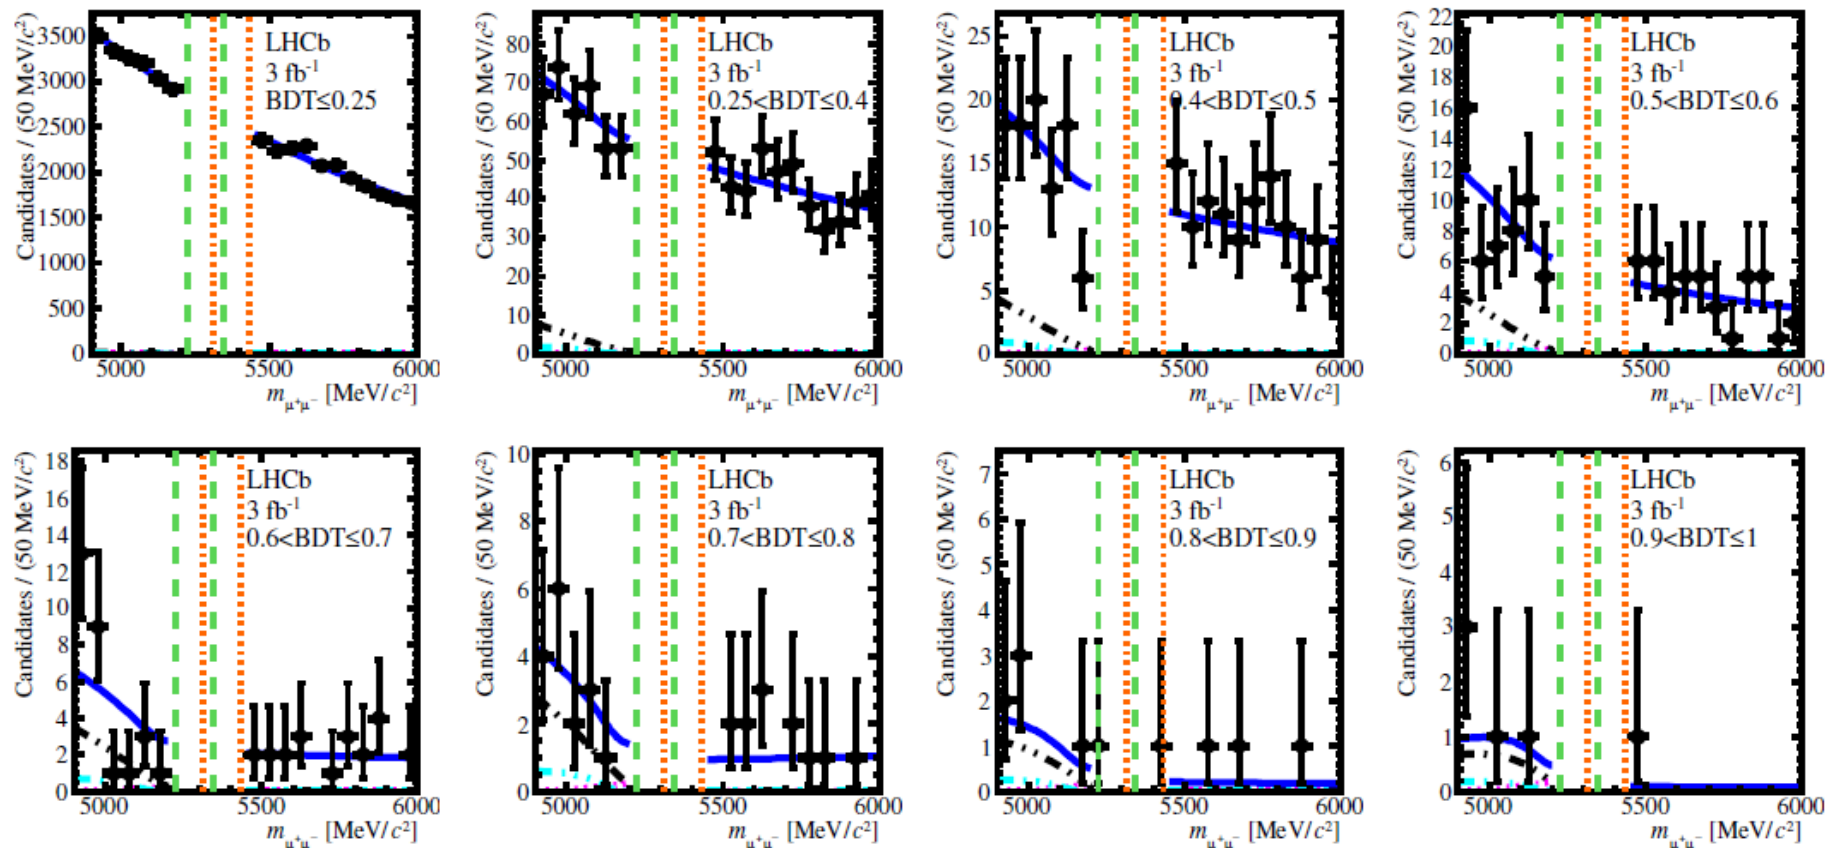 Candidates / (50 MeV/c²)
3500
3000
2500
2000
1500
1000
500
0
LHCb
3 fb⁻¹
BDT≤0.25
5000 5500 6000
m_μ⁺μ⁻ [MeV/c²]
Candidates / (50 MeV/c²)
80
70
60
50
40
30
20
10
0
LHCb
3 fb⁻¹
0.25<BDT≤0.4
5000 5500 6000
m_μ⁺μ⁻ [MeV/c²]
Candidates / (50 MeV/c²)
25
20
15
10
5
0
LHCb
3 fb⁻¹
0.4<BDT≤0.5
5000 5500 6000
m_μ⁺μ⁻ [MeV/c²]
Candidates / (50 MeV/c²)
22
20
18
16
14
12
10
8
6
4
2
0
LHCb
3 fb⁻¹
0.5<BDT≤0.6
5000 5500 6000
m_μ⁺μ⁻ [MeV/c²]
Candidates / (50 MeV/c²)
18
16
14
12
10
8
6
4
2
0
LHCb
3 fb⁻¹
0.6<BDT≤0.7
5000 5500 6000
m_μ⁺μ⁻ [MeV/c²]
Candidates / (50 MeV/c²)
10
8
6
4
2
0
LHCb
3 fb⁻¹
0.7<BDT≤0.8
5000 5500 6000
m_μ⁺μ⁻ [MeV/c²]
Candidates / (50 MeV/c²)
7
6
5
4
3
2
1
0
LHCb
3 fb⁻¹
0.8<BDT≤0.9
5000 5500 6000
m_μ⁺μ⁻ [MeV/c²]
Candidates / (50 MeV/c²)
6
5
4
3
2
1
0
LHCb
3 fb⁻¹
0.9<BDT≤1
5000 5500 6000
m_μ⁺μ⁻ [MeV/c²]